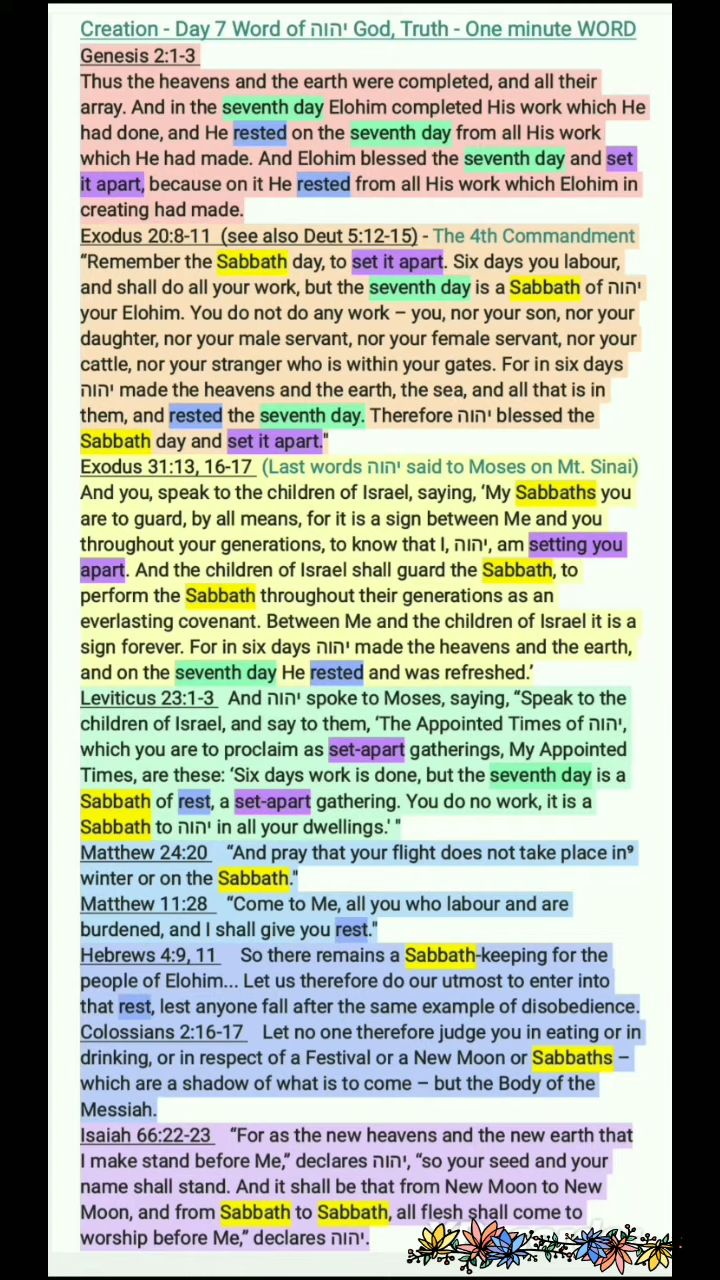 Creation - Day 7 Word of יהוה God, Truth - One minute WORD
Genesis 2:1-3
Thus the heavens and the earth were completed, and all their
array. And in the seventh day Elohim completed His work which He
had done, and He rested on the seventh day from all His work
which He had made. And Elohim blessed the seventh day and set
it apart, because on it He rested from all His work which Elohim in
creating had made.
Exodus 20:8-11 (see also Deut 5:12-15) - The 4th Commandment
“Remember the Sabbath day, to set it apart. Six days you labour,
and shall do all your work, but the seventh day is a Sabbath of יהוה
your Elohim. You do not do any work – you, nor your son, nor your
daughter, nor your male servant, nor your female servant, nor your
cattle, nor your stranger who is within your gates. For in six days
יהוה made the heavens and the earth, the sea, and all that is in
them, and rested the seventh day. Therefore יהוה blessed the
Sabbath day and set it apart."
Exodus 31:13, 16-17 (Last words יהוה said to Moses on Mt. Sinai)
And you, speak to the children of Israel, saying, ‘My Sabbaths you
are to guard, by all means, for it is a sign between Me and you
throughout your generations, to know that I, יהוה, am setting you
apart. And the children of Israel shall guard the Sabbath, to
perform the Sabbath throughout their generations as an
everlasting covenant. Between Me and the children of Israel it is a
sign forever. For in six days יהוה made the heavens and the earth,
and on the seventh day He rested and was refreshed.’
Leviticus 23:1-3 And יהוה spoke to Moses, saying, “Speak to the
children of Israel, and say to them, ‘The Appointed Times of יהוה,
which you are to proclaim as set-apart gatherings, My Appointed
Times, are these: ‘Six days work is done, but the seventh day is a
Sabbath of rest, a set-apart gathering. You do no work, it is a
Sabbath to יהוה in all your dwellings.' "
Matthew 24:20 “And pray that your flight does not take place in⁹
winter or on the Sabbath."
Matthew 11:28 “Come to Me, all you who labour and are
burdened, and I shall give you rest."
Hebrews 4:9, 11 So there remains a Sabbath-keeping for the
people of Elohim... Let us therefore do our utmost to enter into
that rest, lest anyone fall after the same example of disobedience.
Colossians 2:16-17 Let no one therefore judge you in eating or in
drinking, or in respect of a Festival or a New Moon or Sabbaths –
which are a shadow of what is to come – but the Body of the
Messiah.
Isaiah 66:22-23 “For as the new heavens and the new earth that
I make stand before Me,” declares יהוה, “so your seed and your
name shall stand. And it shall be that from New Moon to New
Moon, and from Sabbath to Sabbath, all flesh shall come to
worship before Me,” declares יהוה.